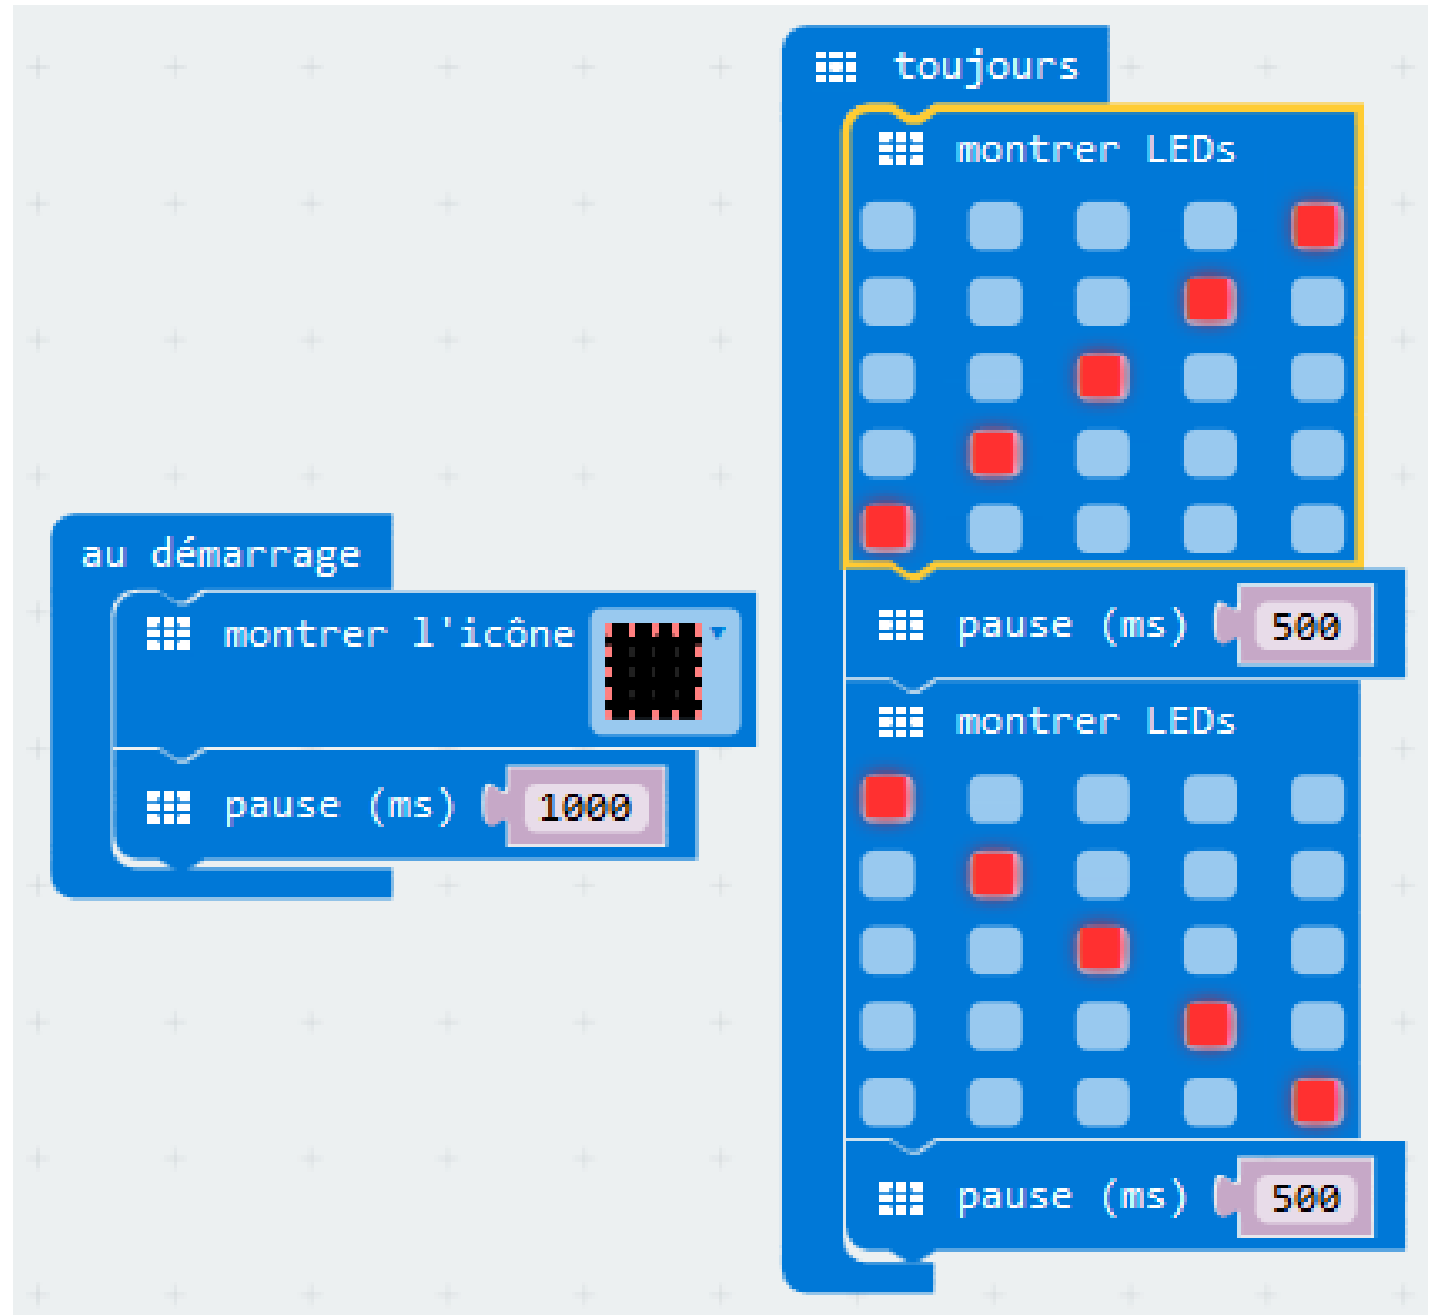 au démarrage
montrer l'icône
pause (ms) 1000
toujours
montrer LEDs
pause (ms) 500
montrer LEDs
pause (ms) 500